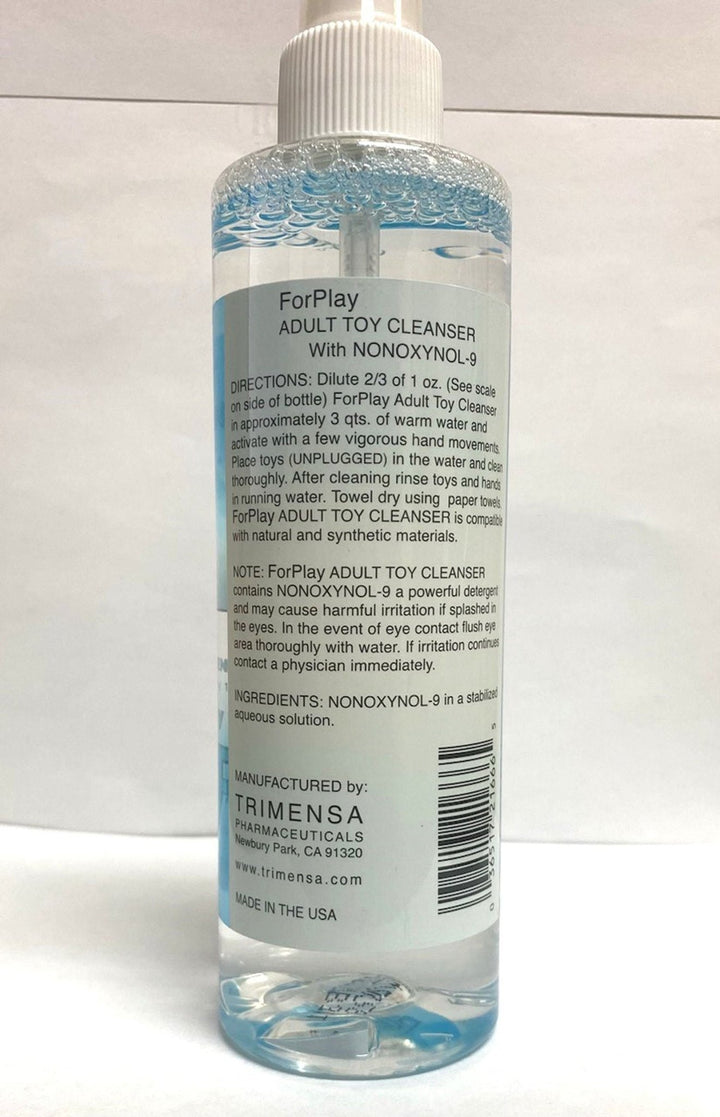 ForPlay
ADULT TOY CLEANSER
With NONOXYNOL-9
DIRECTIONS: Dilute 2/3 of 1 oz. (See scale
on side of bottle) ForPlay Adult Toy Cleanser
in approximately 3 qts. of warm water and
activate with a few vigorous hand movements.
Place toys (UNPLUGGED) in the water and clean
thoroughly. After cleaning rinse toys and hands
in running water. Towel dry using paper towels.
ForPlay ADULT TOY CLEANSER is compatible
with natural and synthetic materials.
NOTE: ForPlay ADULT TOY CLEANSER
contains NONOXYNOL-9 a powerful detergent
and may cause harmful irritation if splashed in
the eyes. In the event of eye contact flush eye
area thoroughly with water. If irritation continues
contact a physician immediately.
INGREDIENTS: NONOXYNOL-9 in a stabilized
aqueous solution.
MANUFACTURED by:
TRIMENSA
PHARMACEUTICALS
Newbury Park, CA 91320
www.trimensa.com
MADE IN THE USA